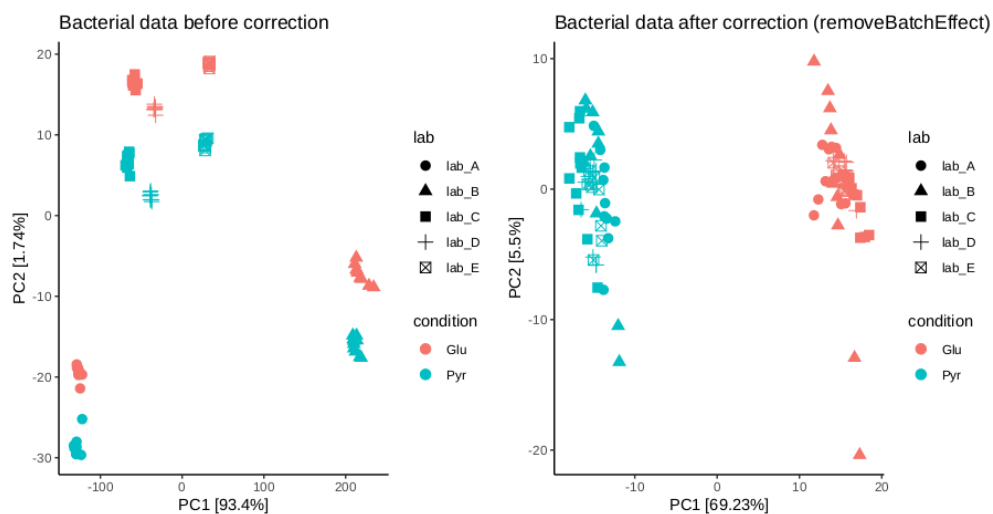 Bacterial data before correction
20
10
0
-10
-20
-30
PC2 [1.74%]
-100
0
100
200
PC1 [93.4%]
lab
lab_A
lab_B
lab_C
lab_D
lab_E
condition
Glu
Pyr
Bacterial data after correction (removeBatchEffect)
10
0
-10
-20
PC2 [5.5%]
-10
0
10
20
PC1 [69.23%]
lab
lab_A
lab_B
lab_C
lab_D
lab_E
condition
Glu
Pyr